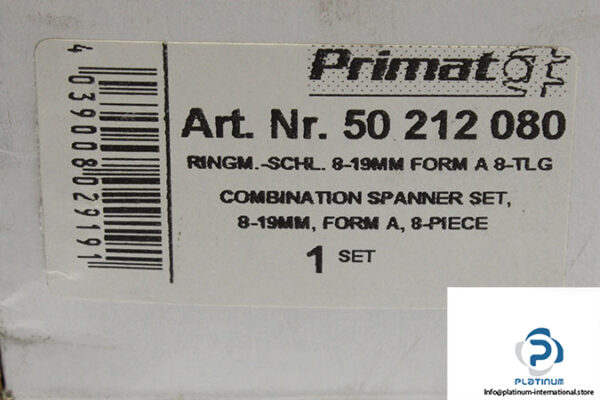 Primat
Art. Nr. 50 212 080
RINGM.-SCHL. 8-19MM FORM A 8-TLG
COMBINATION SPANNER SET,
8-19MM, FORM A, 8-PIECE
1 SET
4 039008 029191
PLATINUM
Info@platinum-international.store